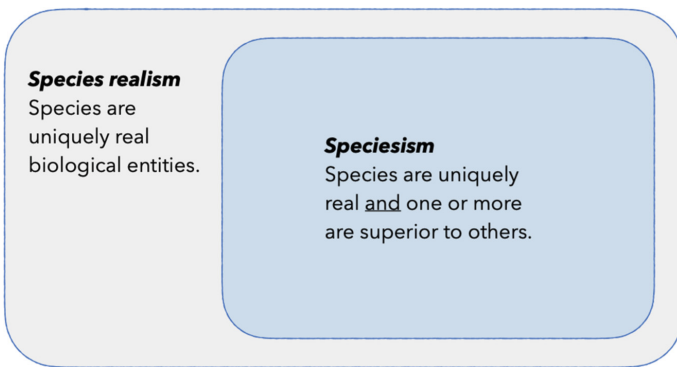 Species realism
Species are
uniquely real
biological entities.
Speciesism
Species are uniquely
real and one or more
are superior to others.